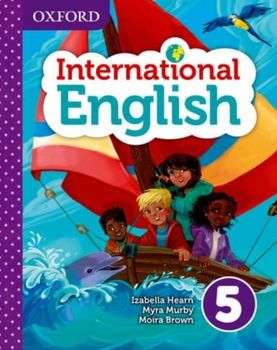 OXFORD
International
English
Izabella Hearn
Myra Murby
Moira Brown
5